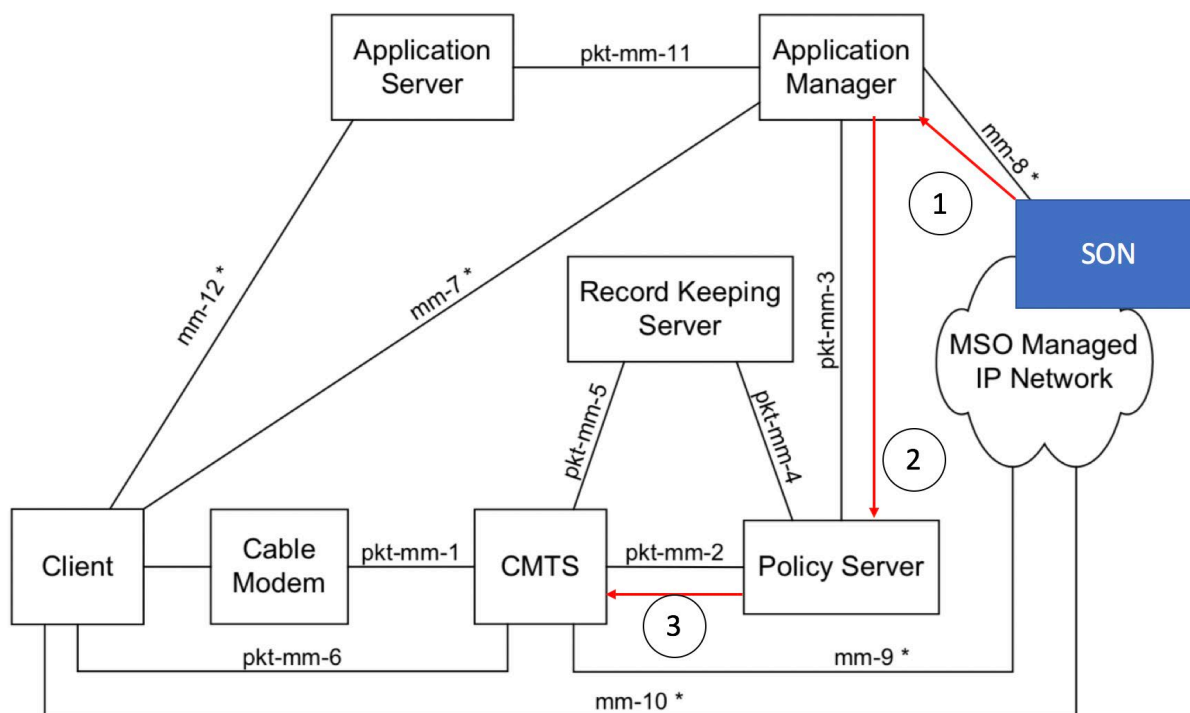 Application
Server
pkt-mm-11
Application
Manager
mm-8 *
1
SON
mm-12 *
mm-7 *
Record Keeping
Server
pkt-mm-3
MSO Managed
IP Network
pkt-mm-5
pkt-mm-4
2
Client
Cable
Modem
pkt-mm-1
CMTS
pkt-mm-2
Policy Server
3
pkt-mm-6
mm-9 *
mm-10 *